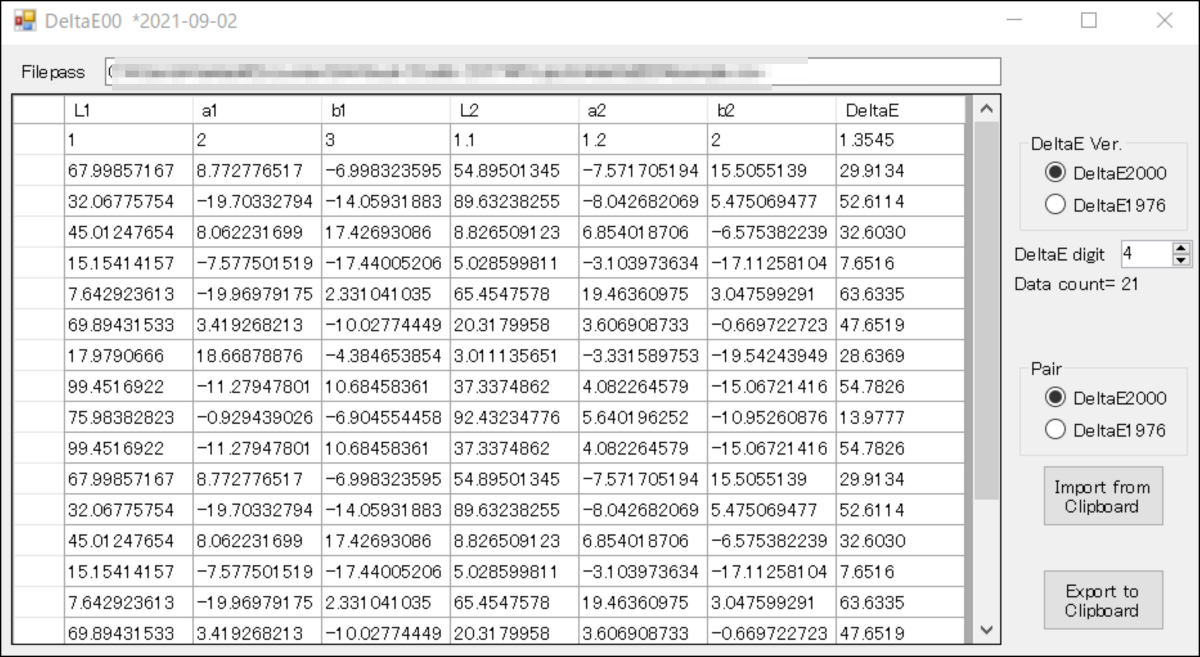 DeltaE00 *2021-09-02
Filepass
L1 a1 b1 L2 a2 b2 DeltaE
1 2 3 1.1 1.2 2 1.3545
67.99857167 8.772776517 -6.998323595 54.89501345 -7.571705194 15.5055139 29.9134
32.06775754 -19.70332794 -14.05931883 89.63238255 -8.042682069 5.475069477 52.6114
45.01247654 8.062231699 17.42693086 8.826509123 6.854018706 -6.575382239 32.6030
15.15414157 -7.577501519 -17.44005206 5.028599811 -3.103973634 -17.11258104 7.6516
7.642923613 -19.96979175 2.331041035 65.4547578 19.46360975 3.047599291 63.6335
69.89431533 3.419268213 -10.02774449 20.3179958 3.606908733 -0.669722723 47.6519
17.9790666 18.66878876 -4.384653854 3.011135651 -3.331589753 -19.54243949 28.6369
99.4516922 -11.27947801 10.68458361 37.3374862 4.082264579 -15.06721416 54.7826
75.98382823 -0.929439026 -6.904554458 92.43234776 5.640196252 -10.95260876 13.9777
99.4516922 -11.27947801 10.68458361 37.3374862 4.082264579 -15.06721416 54.7826
67.99857167 8.772776517 -6.998323595 54.89501345 -7.571705194 15.5055139 29.9134
32.06775754 -19.70332794 -14.05931883 89.63238255 -8.042682069 5.475069477 52.6114
45.01247654 8.062231699 17.42693086 8.826509123 6.854018706 -6.575382239 32.6030
15.15414157 -7.577501519 -17.44005206 5.028599811 -3.103973634 -17.11258104 7.6516
7.642923613 -19.96979175 2.331041035 65.4547578 19.46360975 3.047599291 63.6335
69.89431533 3.419268213 -10.02774449 20.3179958 3.606908733 -0.669722723 47.6519
DeltaE Ver.
DeltaE2000
DeltaE1976
DeltaE digit 4
Data count= 21
Pair
DeltaE2000
DeltaE1976
Import from
Clipboard
Export to
Clipboard